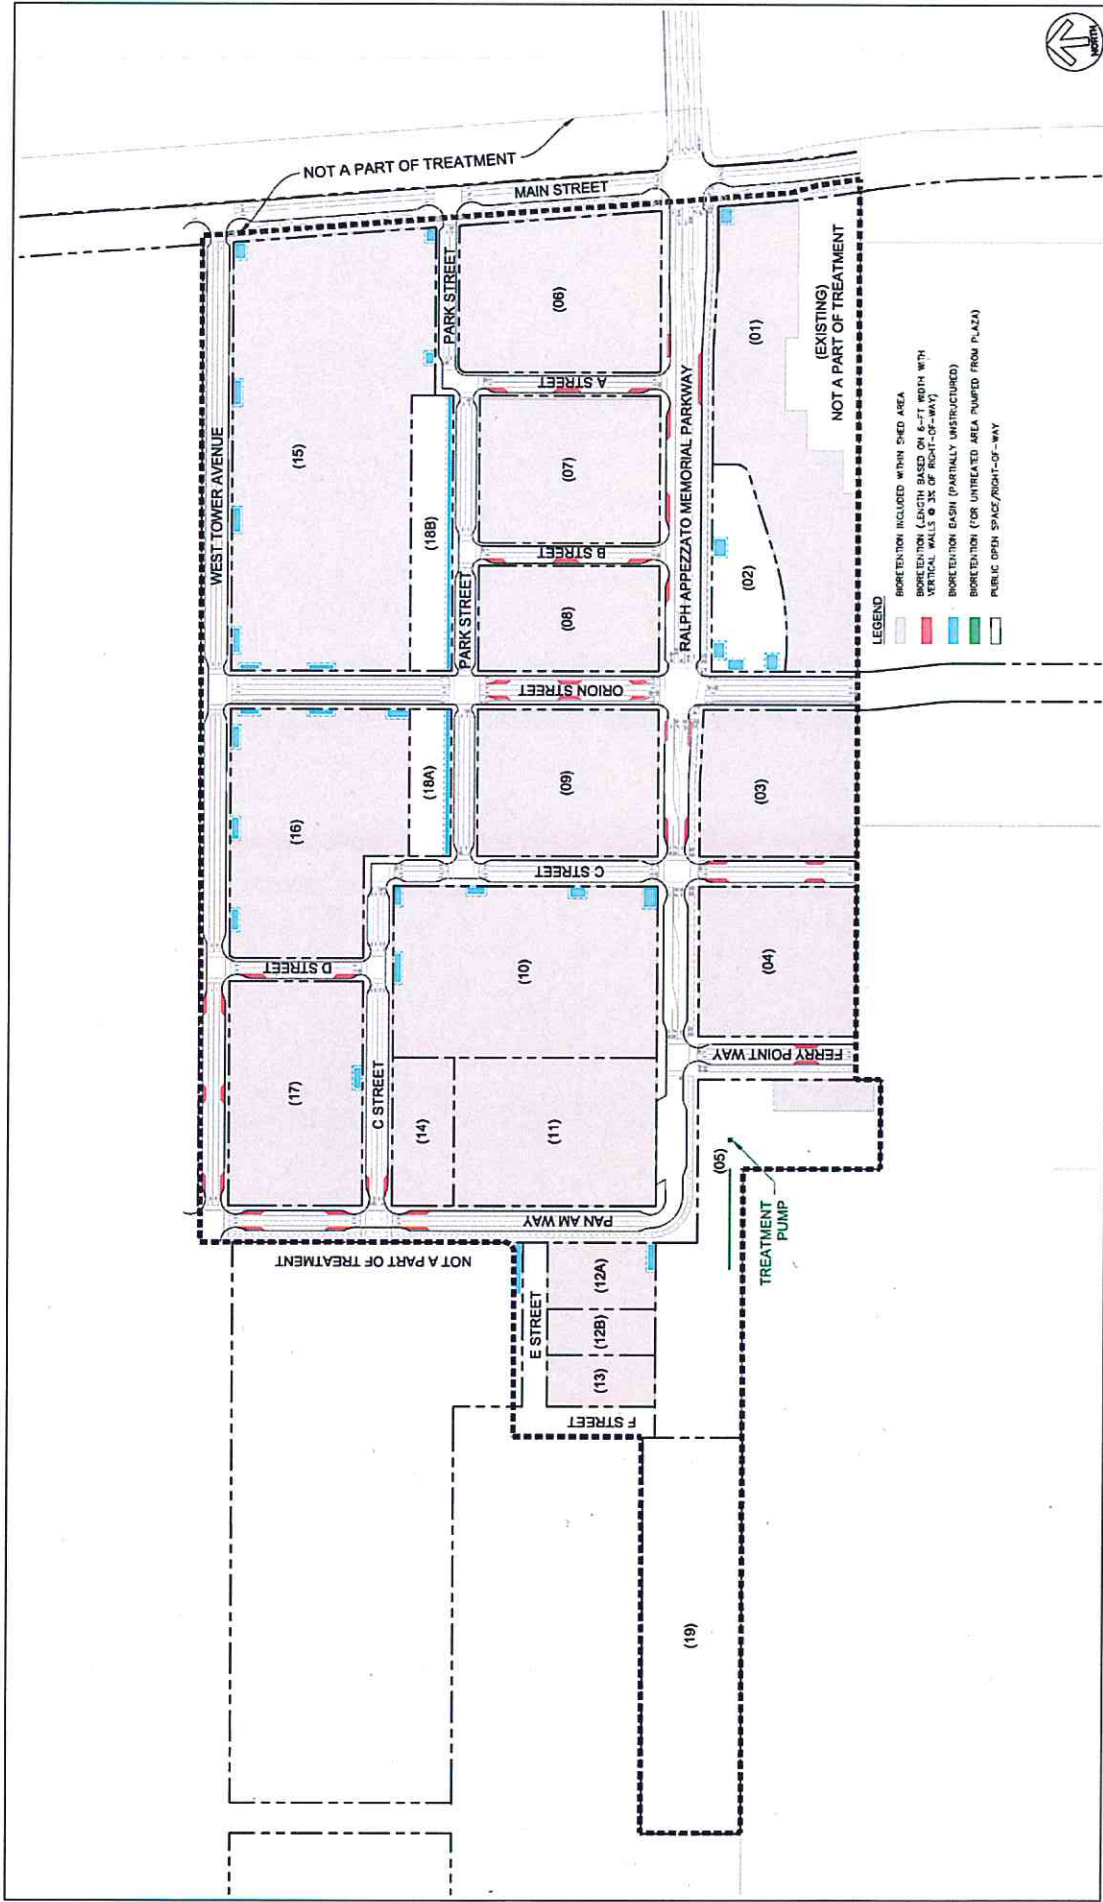 NORTH
NOT A PART OF TREATMENT
MAIN STREET
WEST TOWER AVENUE
(15)
PARK STREET
(06)
A STREET
(18B)
(07)
B STREET
PARK STREET
(08)
RALPH APPEZZATO MEMORIAL PARKWAY
(01)
(EXISTING)
NOT A PART OF TREATMENT
(02)
ORION STREET
(16)
(18A)
(09)
(03)
C STREET
D STREET
(10)
(04)
(17)
C STREET
(14)
(11)
FERRY POINT WAY
PAN AM WAY
(05)
TREATMENT
PUMP
NOT A PART OF TREATMENT
E STREET
(12A)
(12B)
(13)
F STREET
(19)
LEGEND
BIORETENTION INCLUDED WITHIN SHED AREA
BIORETENTION (LENGTH BASED ON 6-FT WIDTH WITH
VERTICAL WALLS @ 3% OF RIGHT-OF-WAY)
BIORETENTION BASIN (PARTIALLY UNSTRUCTURED)
BIORETENTION (FOR UNTREATED AREA PUMPED FROM PLAZA)
PUBLIC OPEN SPACE/RIGHT-OF-WAY